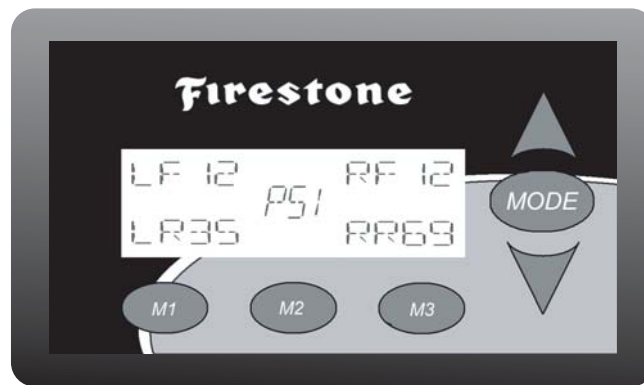 Firestone
LF 12 RF 12
PSI
LR35 RR69
MODE
M1 M2 M3